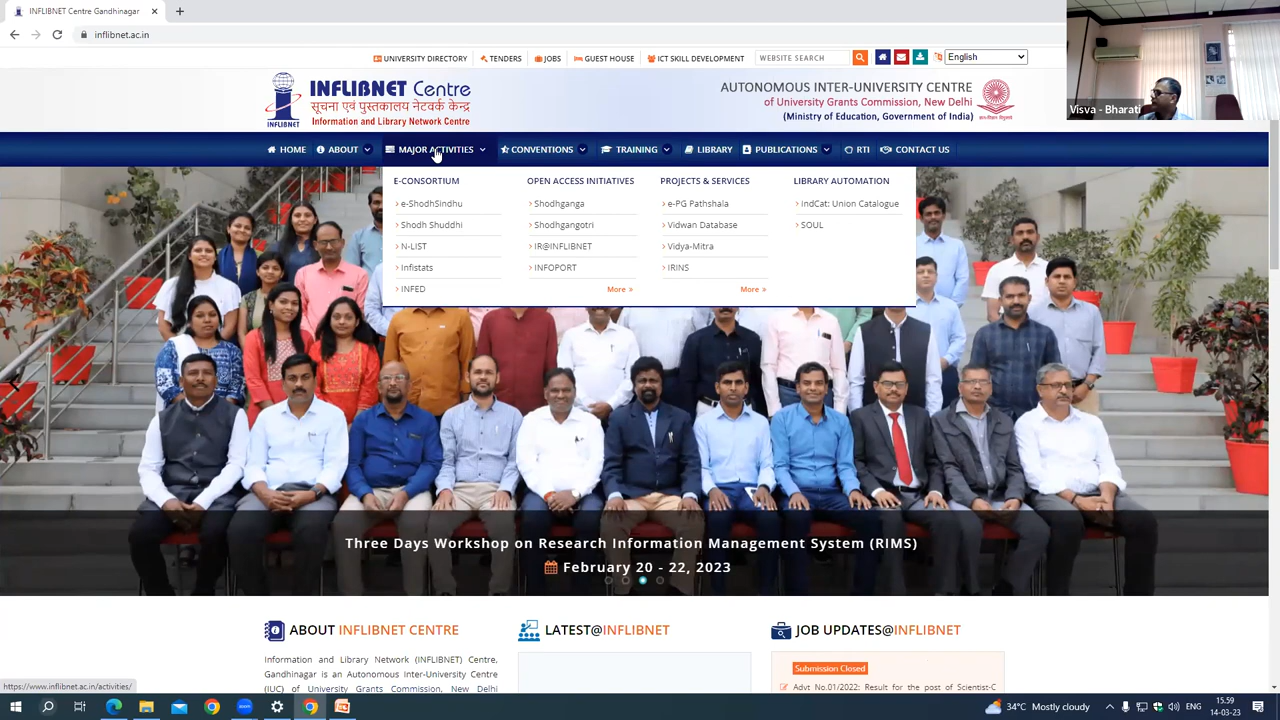 INFLIBNET Centre Gandhinagar
inflibnet.ac.in
UNIVERSITY DIRECTORY
TENDERS
JOBS
GUEST HOUSE
ICT SKILL DEVELOPMENT
WEBSITE SEARCH
English
INFLIBNET Centre
सूचना एवं पुस्तकालय नेटवर्क केन्द्र
Information and Library Network Centre
INFLIBNET
AUTONOMOUS INTER-UNIVERSITY CENTRE
of University Grants Commission, New Delhi
(Ministry of Education, Government of India)
Visva - Bharati
HOME
ABOUT
MAJOR ACTIVITIES
CONVENTIONS
TRAINING
LIBRARY
PUBLICATIONS
RTI
CONTACT US
E-CONSORTIUM
e-ShodhSindhu
Shodh Shuddhi
N-LIST
Infistats
INFED
OPEN ACCESS INITIATIVES
Shodhganga
Shodhgangotri
IR@INFLIBNET
INFOPORT
More »
PROJECTS & SERVICES
e-PG Pathshala
Vidwan Database
Vidya-Mitra
IRINS
More »
LIBRARY AUTOMATION
IndCat: Union Catalogue
SOUL
Three Days Workshop on Research Information Management System (RIMS)
February 20 - 22, 2023
ABOUT INFLIBNET CENTRE
Information and Library Network (INFLIBNET) Centre,
Gandhinagar is an Autonomous Inter-University Centre
(IUC) of University Grants Commission, New Delhi
LATEST@INFLIBNET
JOB UPDATES@INFLIBNET
Submission Closed
Advt No.01/2022: Result for the post of Scientist-C
https://www.inflibnet.ac.in/activities/
34°C Mostly cloudy
ENG
15.59
14-03-23